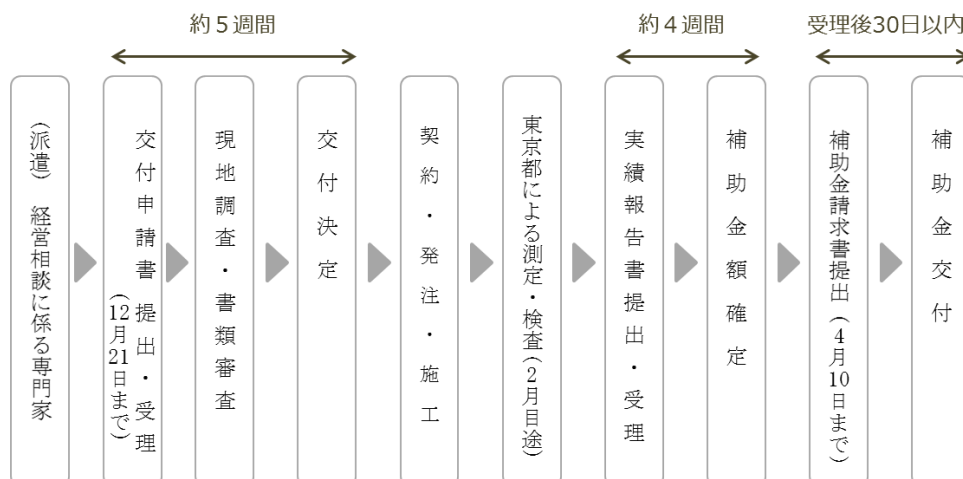 約５週間
約４週間
受理後30日以内
(派遣) 経営相談に係る専門家
交付申請書 提出・受理
(12月21日まで)
現地調査・書類審査
交付決定
契約・発注・施工
東京都による測定・検査(2月目途)
実績報告書提出・受理
補助金額確定
補助金請求書提出 (4月10日まで)
補助金交付